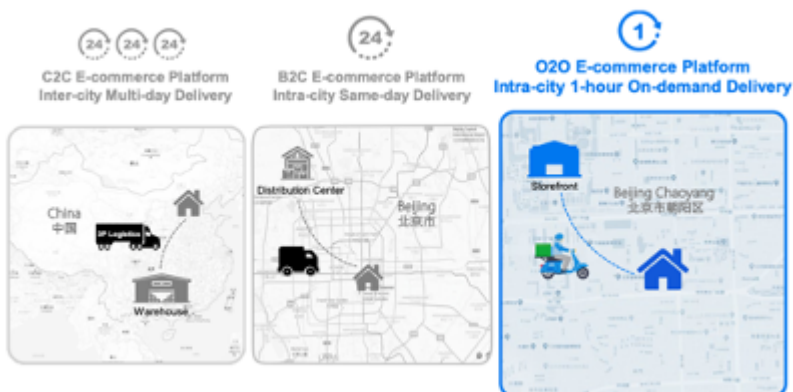 24 24 24
C2C E-commerce Platform
Inter-city Multi-day Delivery
China
中国
3P Logistics
Warehouse
24
B2C E-commerce Platform
Intra-city Same-day Delivery
Distribution Center
Beijing
北京市
1
O2O E-commerce Platform
Intra-city 1-hour On-demand Delivery
Storefront
Beijing Chaoyang
北京市朝阳区